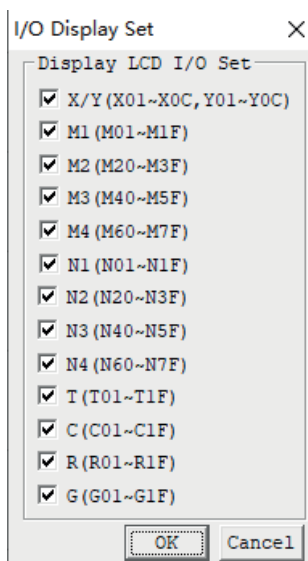 I/O Display Set
Display LCD I/O Set
X/Y(X01~X0C,Y01~Y0C)
M1(M01~M1F)
M2(M20~M3F)
M3(M40~M5F)
M4(M60~M7F)
N1(N01~N1F)
N2(N20~N3F)
N3(N40~N5F)
N4(N60~N7F)
T(T01~T1F)
C(C01~C1F)
R(R01~R1F)
G(G01~G1F)
OK Cancel